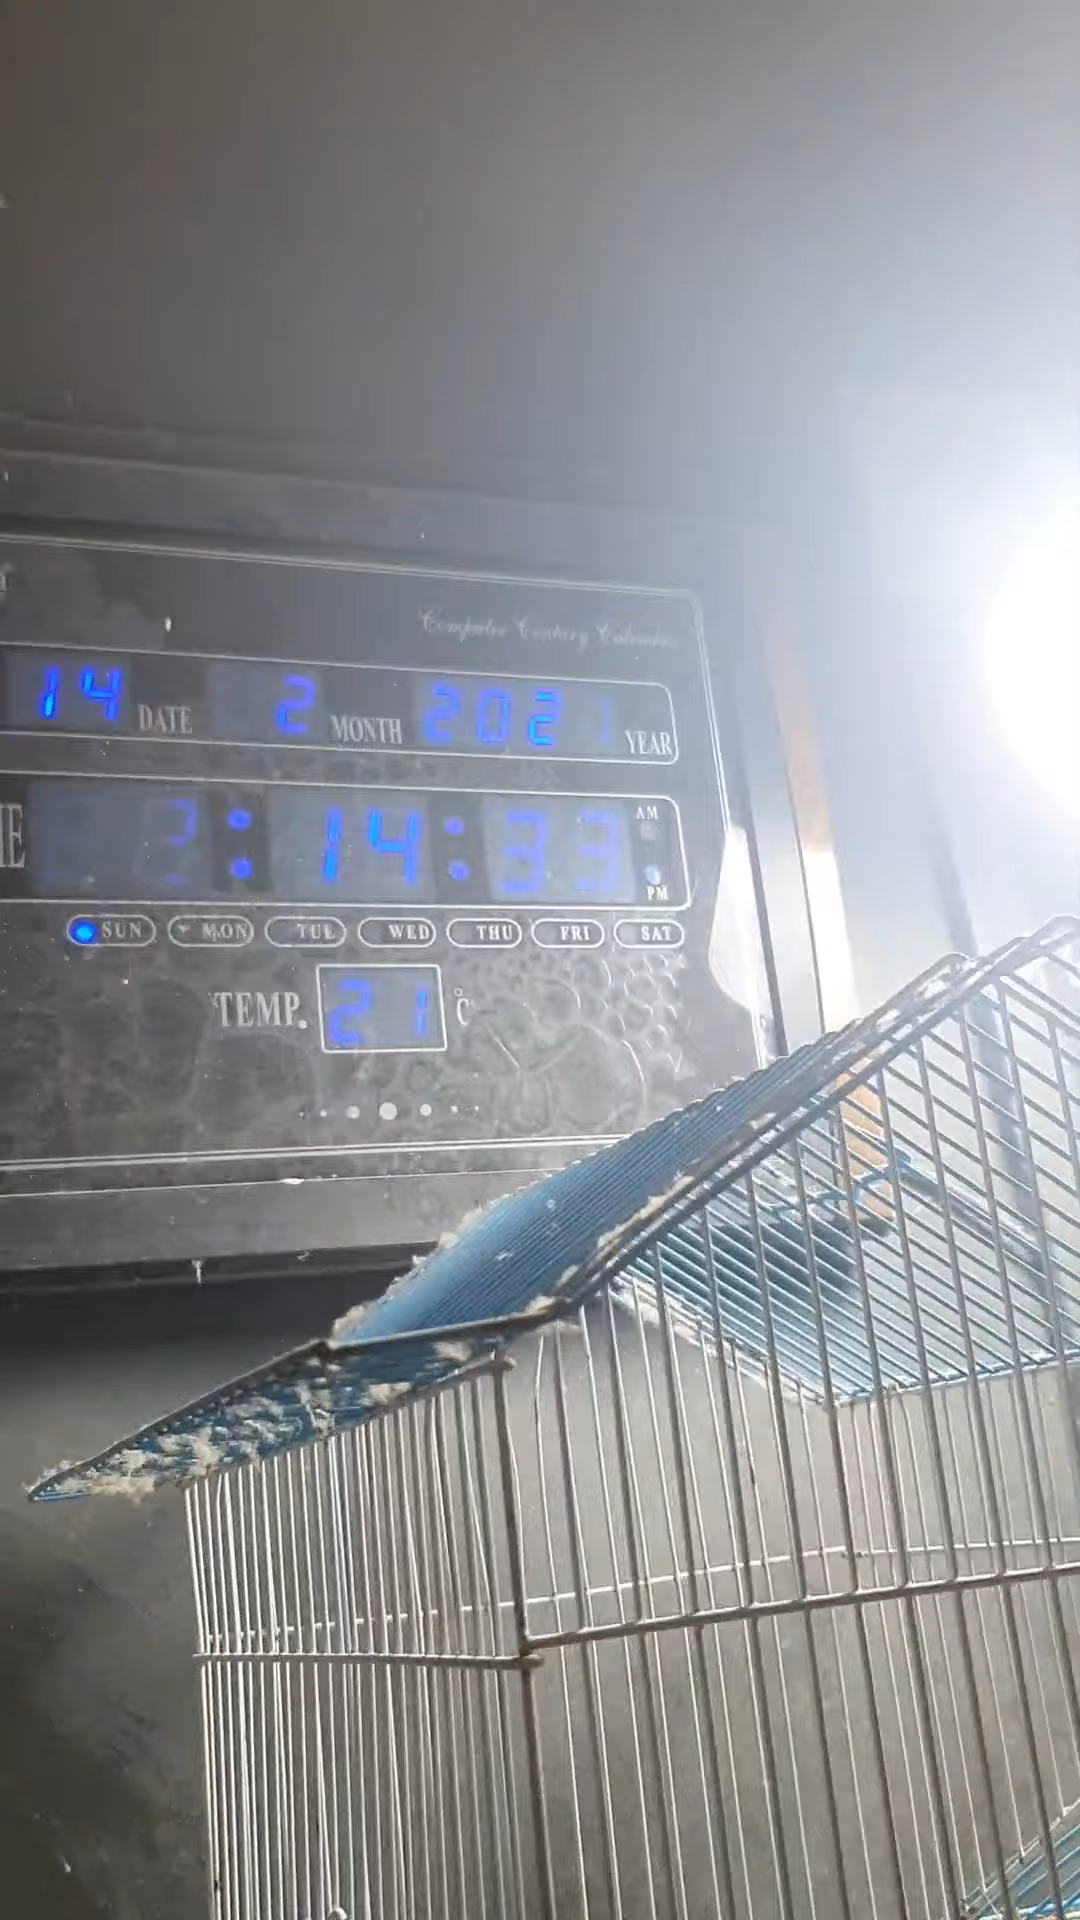 Computer Century Calendar
14 DATE 2 MONTH 2021 YEAR
14:33 AM
PM
SUN MON TUE WED THU FRI SAT
TEMP. 21 °C